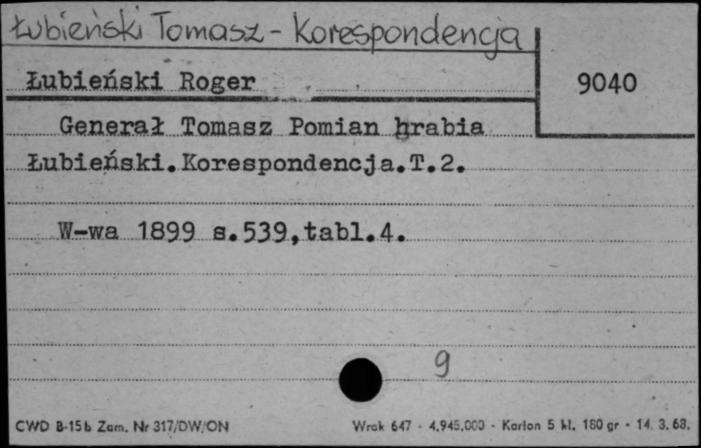 Łubieński Tomasz - Korespondencja
Łubieński Roger
9040
Generał Tomasz Pomian hrabia
Łubieński.Korespondencja.T.2.
W-wa 1899 s.539,tabl.4.
9
CWD B-15b Zam. Nr 317/DW/ON
Wrak 647 - 4.945.000 - Karton 5 kl. 180 gr - 14. 3. 68.